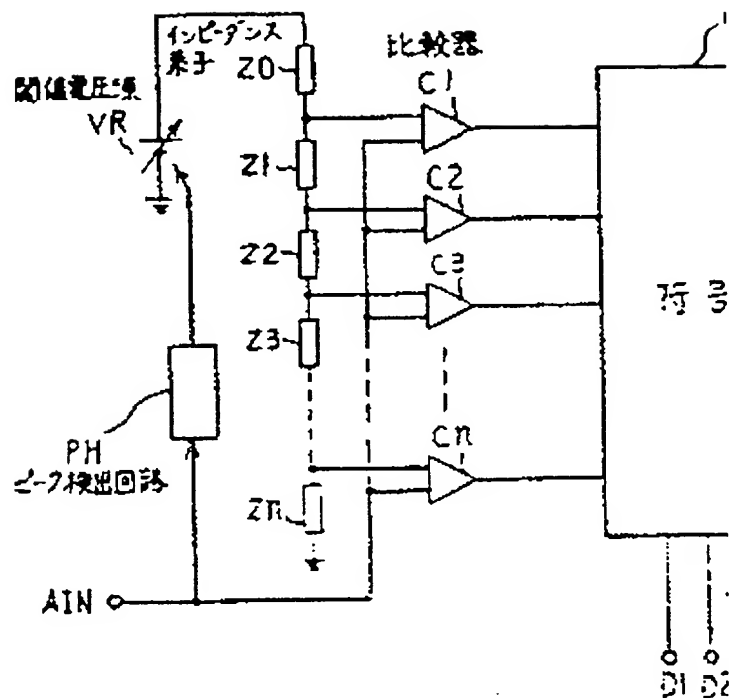 インピーダンス
素子
Z0
比較器
C1
閾値電圧源
VR
Z1
C2
Z2
C3
符号
Z3
PH
ピーク検出回路
Cn
Zn
AIN
D1 D2